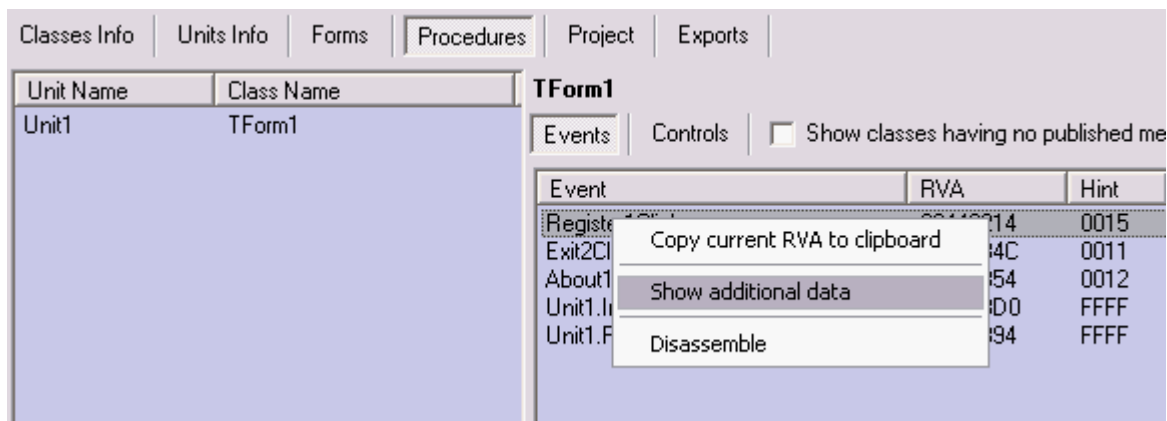 Classes Info Units Info Forms Procedures Project Exports
Unit Name Class Name
Unit1 TForm1
TForm1
Events Controls Show classes having no published me
Event RVA Hint
14 0015
Exit2Cl 4C 0011
About1 54 0012
Unit1.I D0 FFFF
Unit1.F 94 FFFF
Copy current RVA to clipboard
Show additional data
Disassemble